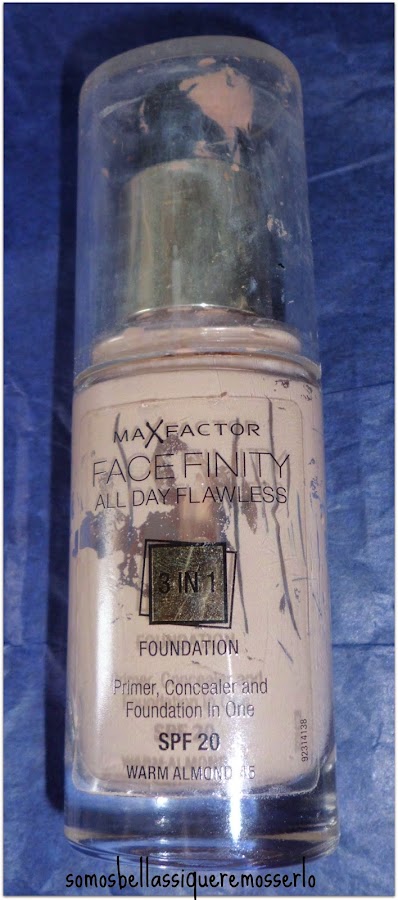 MAXFACTOR
FACE FINITY
ALL DAY FLAWLESS
3 IN 1
FOUNDATION
Primer, Concealer and
Foundation In One
SPF 20
WARM ALMOND 45
92314138
somosbellassiqueremosserlo